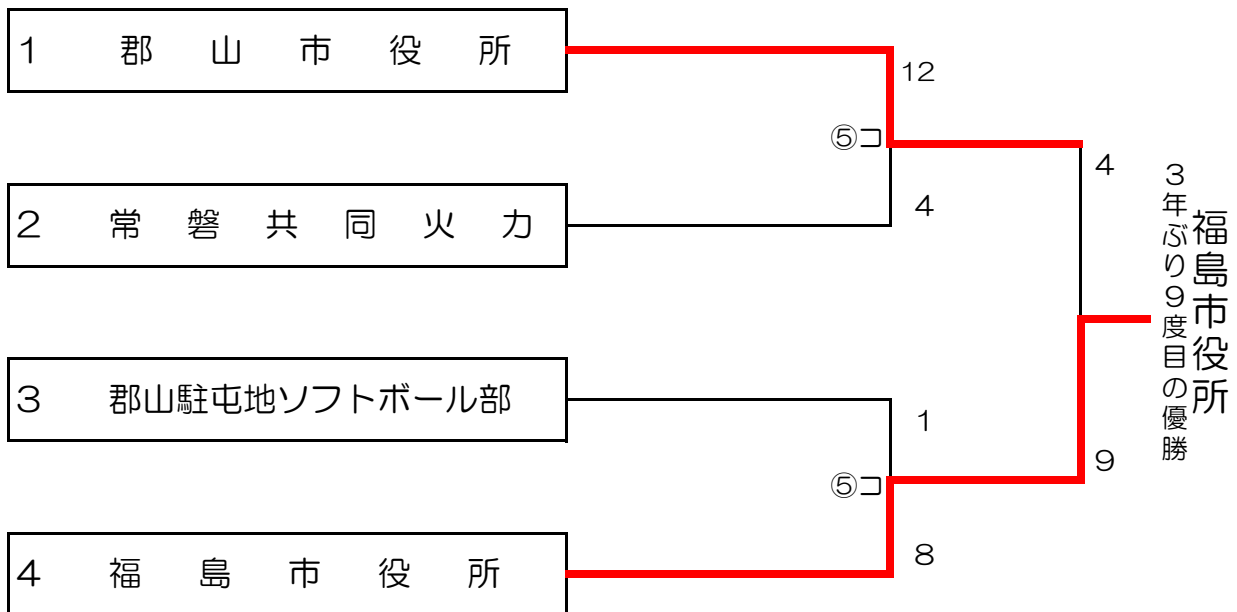 1 郡山市役所
12
⑤コ
4
2 常磐共同火力
4
3 郡山駐屯地ソフトボール部
1
⑤コ
9
8
4 福島市役所
福島市役所
3年ぶり9度目の優勝